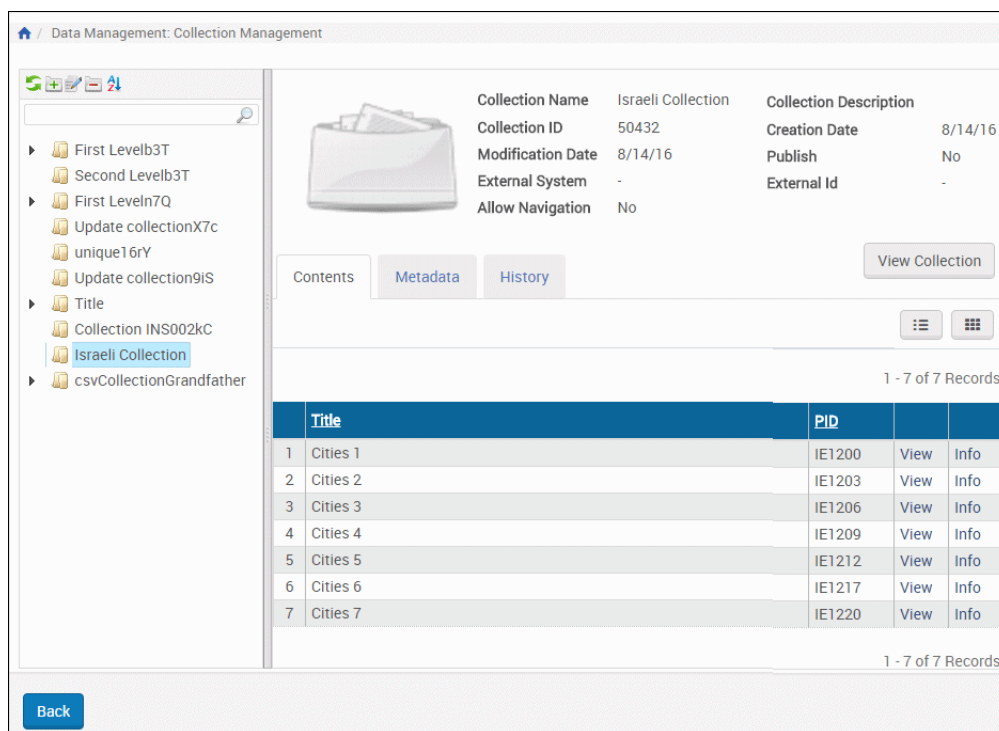 / Data Management: Collection Management
First Levelb3T
Second Levelb3T
First Leveln7Q
Update collectionX7c
unique16rY
Update collection9iS
Title
Collection INS002kC
Israeli Collection
csvCollectionGrandfather
Collection Name Israeli Collection
Collection ID 50432
Modification Date 8/14/16
External System -
Allow Navigation No
Collection Description
Creation Date 8/14/16
Publish No
External Id -
View Collection
Contents Metadata History
1 - 7 of 7 Records
Title PID
1 Cities 1 IE1200 View Info
2 Cities 2 IE1203 View Info
3 Cities 3 IE1206 View Info
4 Cities 4 IE1209 View Info
5 Cities 5 IE1212 View Info
6 Cities 6 IE1217 View Info
7 Cities 7 IE1220 View Info
1 - 7 of 7 Records
Back